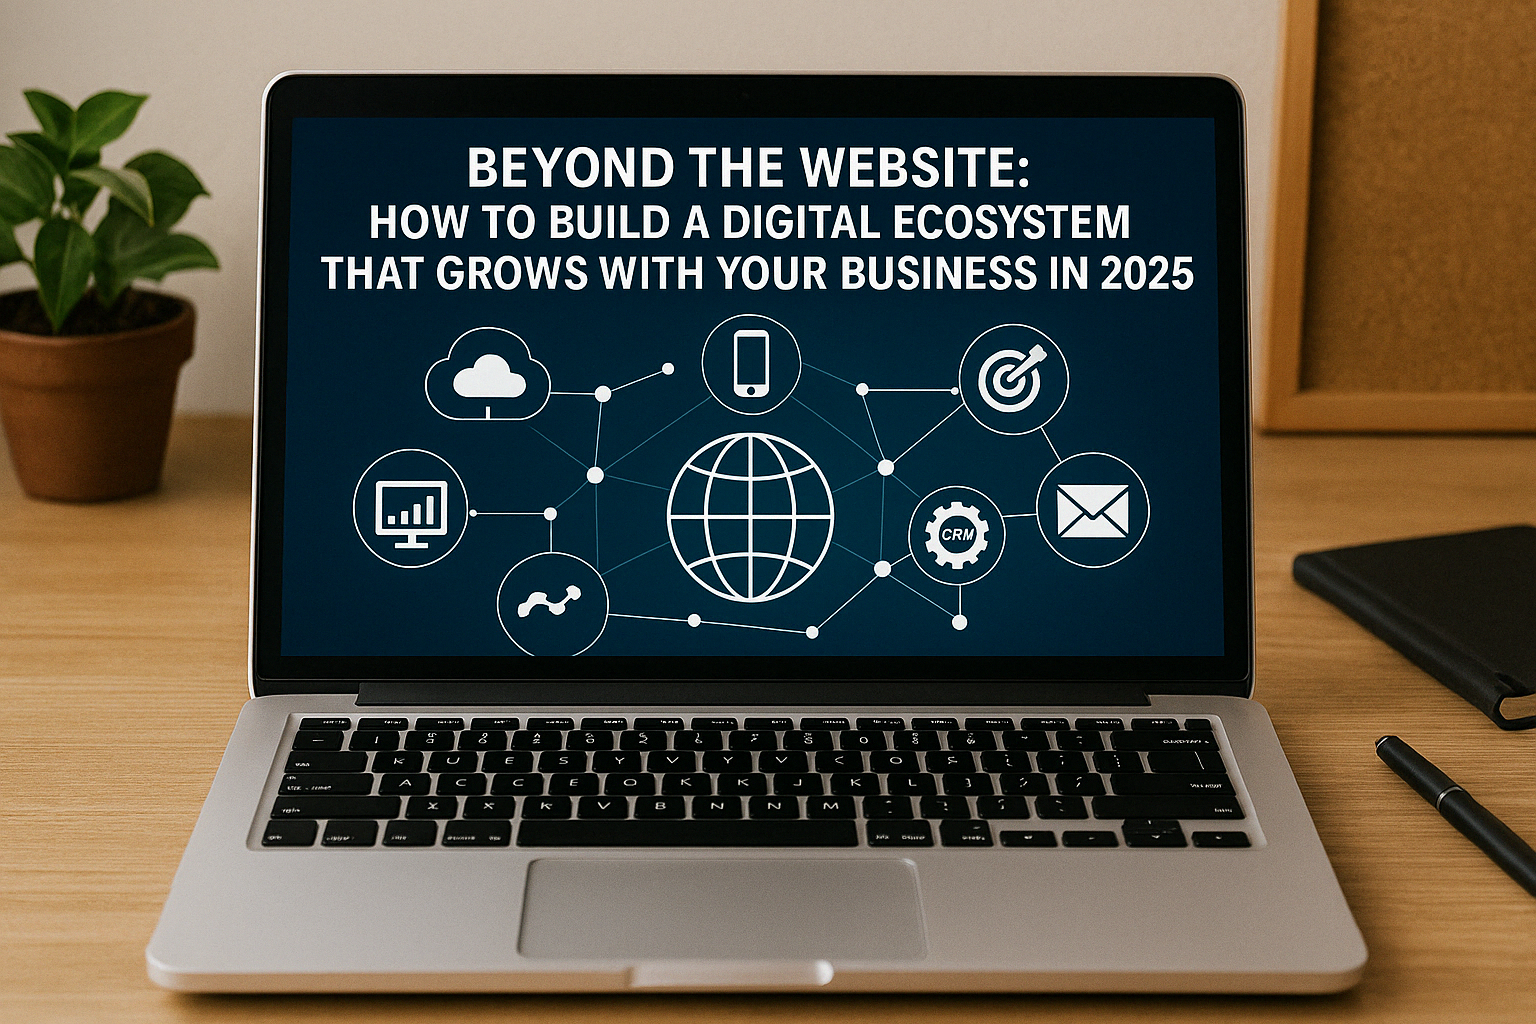 BEYOND THE WEBSITE:
HOW TO BUILD A DIGITAL ECOSYSTEM
THAT GROWS WITH YOUR BUSINESS IN 2025
CRM
K U E S Y V Y V C O
A C C E O K K J K L
X X K V B N N M